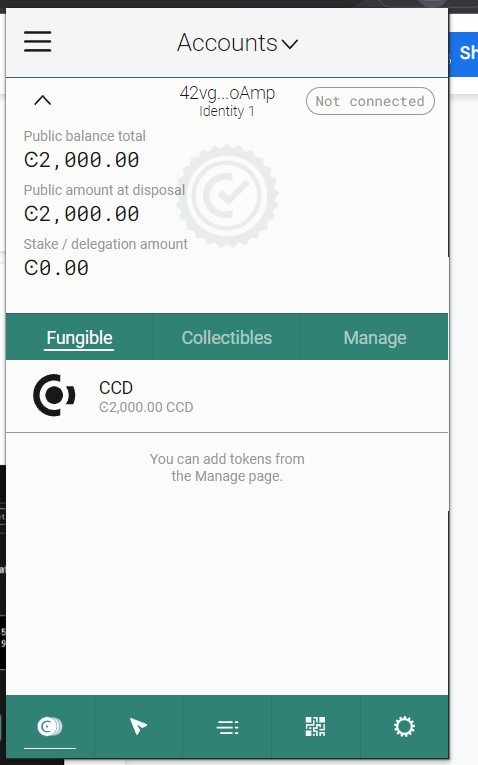 Accounts
Sh
42vg...oAmp
Identity 1
Not connected
Public balance total
Ͼ2,000.00
Public amount at disposal
Ͼ2,000.00
Stake / delegation amount
Ͼ0.00
Fungible
Collectibles
Manage
CCD
Ͼ2,000.00 CCD
You can add tokens from
the Manage page.